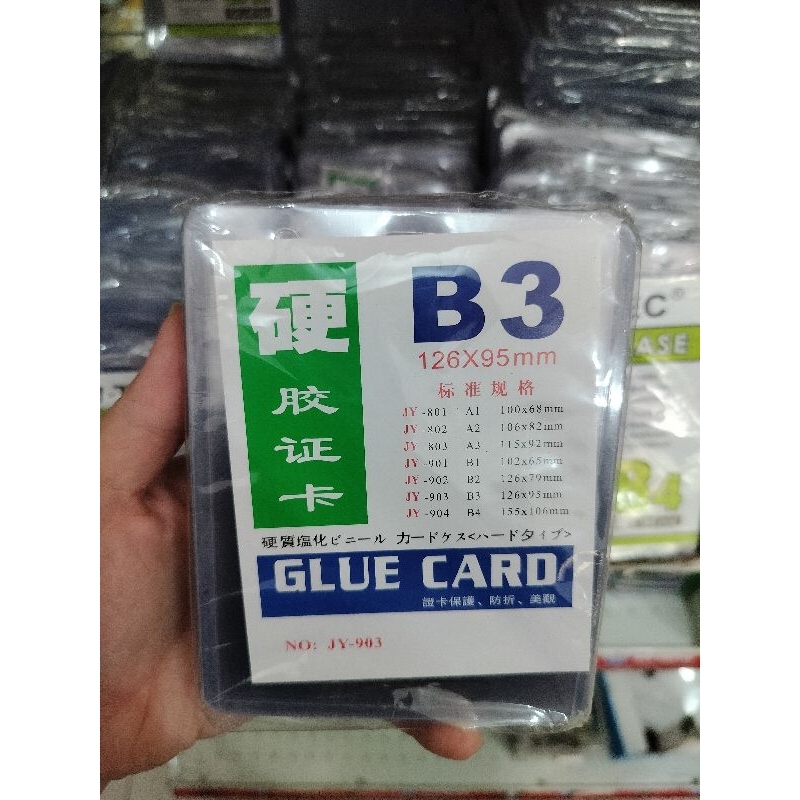 硬
胶
证
卡
B3
126X95mm
标准规格
JY-801 A1 100x68mm
JY-802 A2 106x82mm
JY-803 A3 115x92mm
JY-901 B1 102x65mm
JY-902 B2 126x79mm
JY-903 B3 126x95mm
JY-904 B4 155x106mm
硬質塩化ビニール カードケス<ハードタイプ>
GLUE CARD
證卡保護、防折、美觀
NO: JY-903
C®
ASE
B4